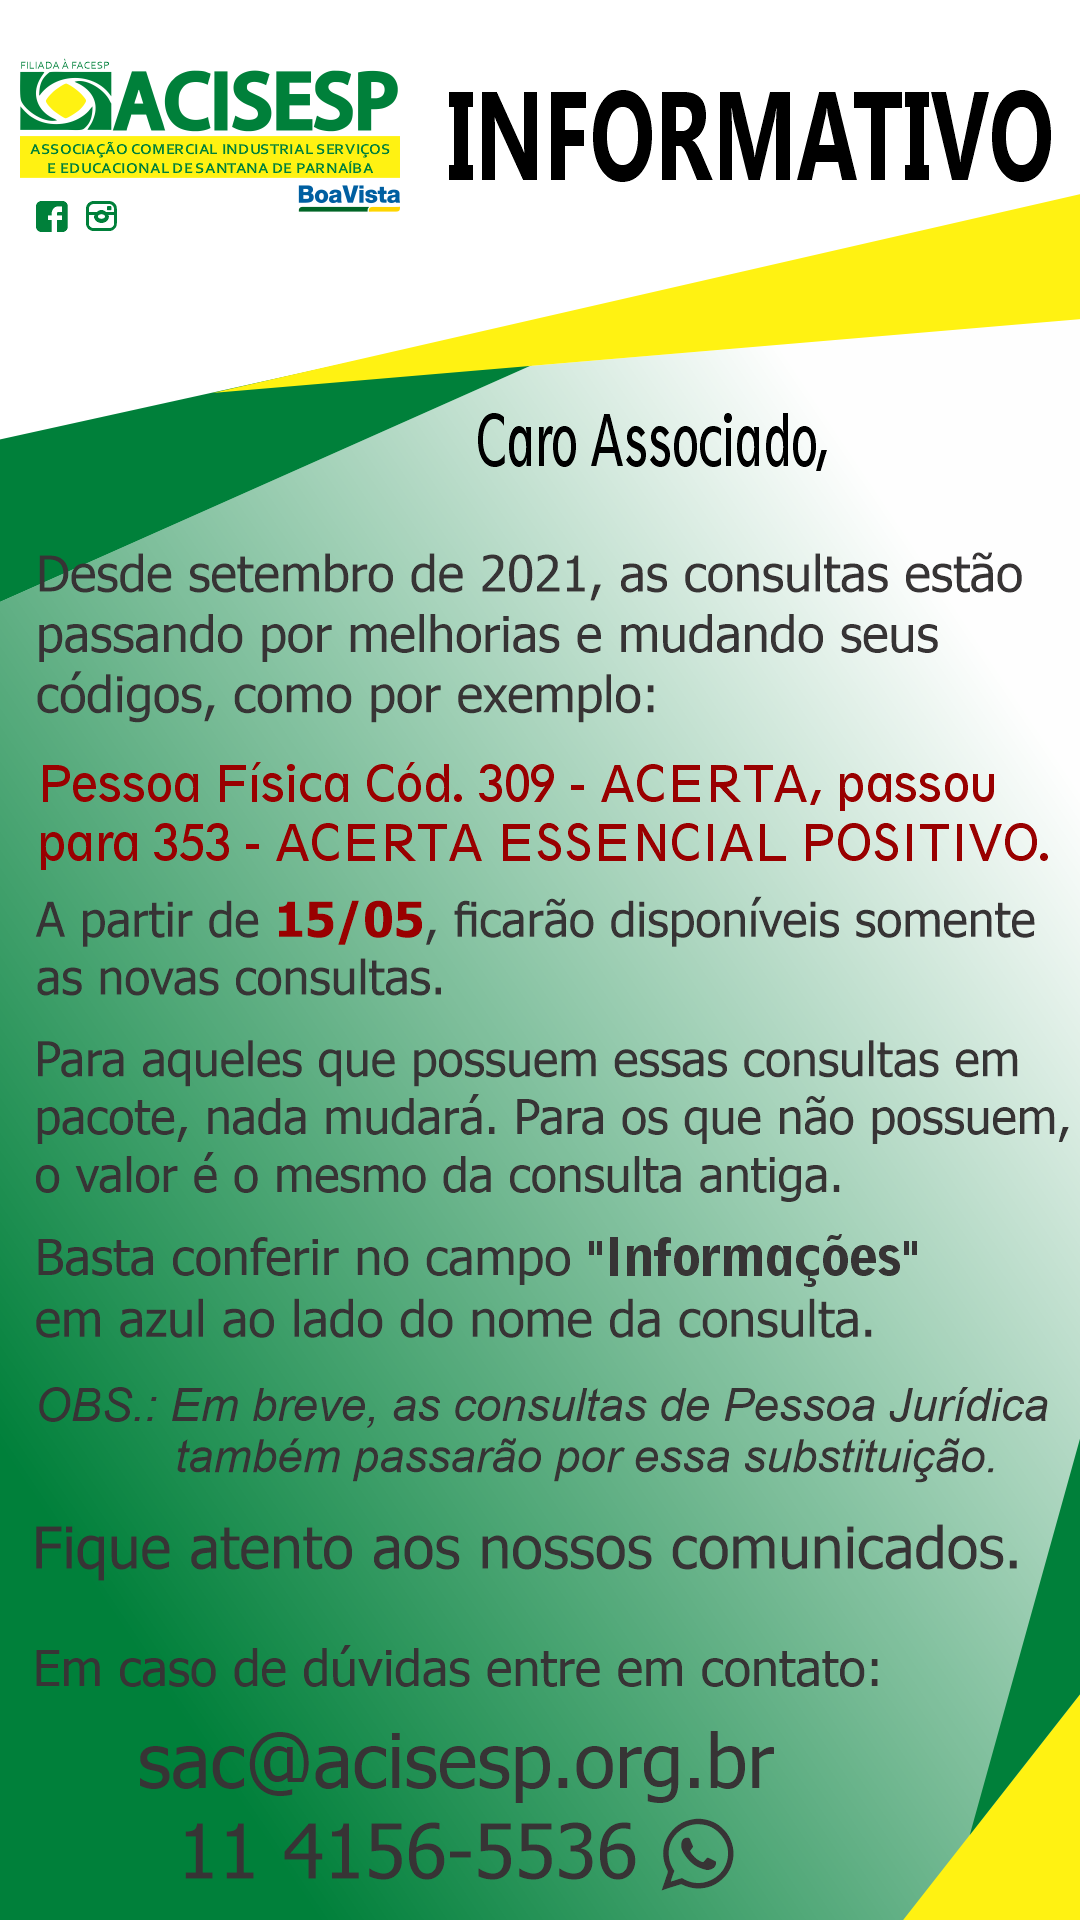 FILIADA À FACESP
ACISESP
ASSOCIAÇÃO COMERCIAL INDUSTRIAL SERVIÇOS
E EDUCACIONAL DE SANTANA DE PARNAÍBA
BoaVista
INFORMATIVO
Caro Associado,
Desde setembro de 2021, as consultas estão
passando por melhorias e mudando seus
códigos, como por exemplo:
Pessoa Física Cód. 309 - ACERTA, passou
para 353 - ACERTA ESSENCIAL POSITIVO.
A partir de 15/05, ficarão disponíveis somente
as novas consultas.
Para aqueles que possuem essas consultas em
pacote, nada mudará. Para os que não possuem,
o valor é o mesmo da consulta antiga.
Basta conferir no campo "Informações"
em azul ao lado do nome da consulta.
OBS.: Em breve, as consultas de Pessoa Jurídica
também passarão por essa substituição.
Fique atento aos nossos comunicados.
Em caso de dúvidas entre em contato:
sac@acisesp.org.br
11 4156-5536